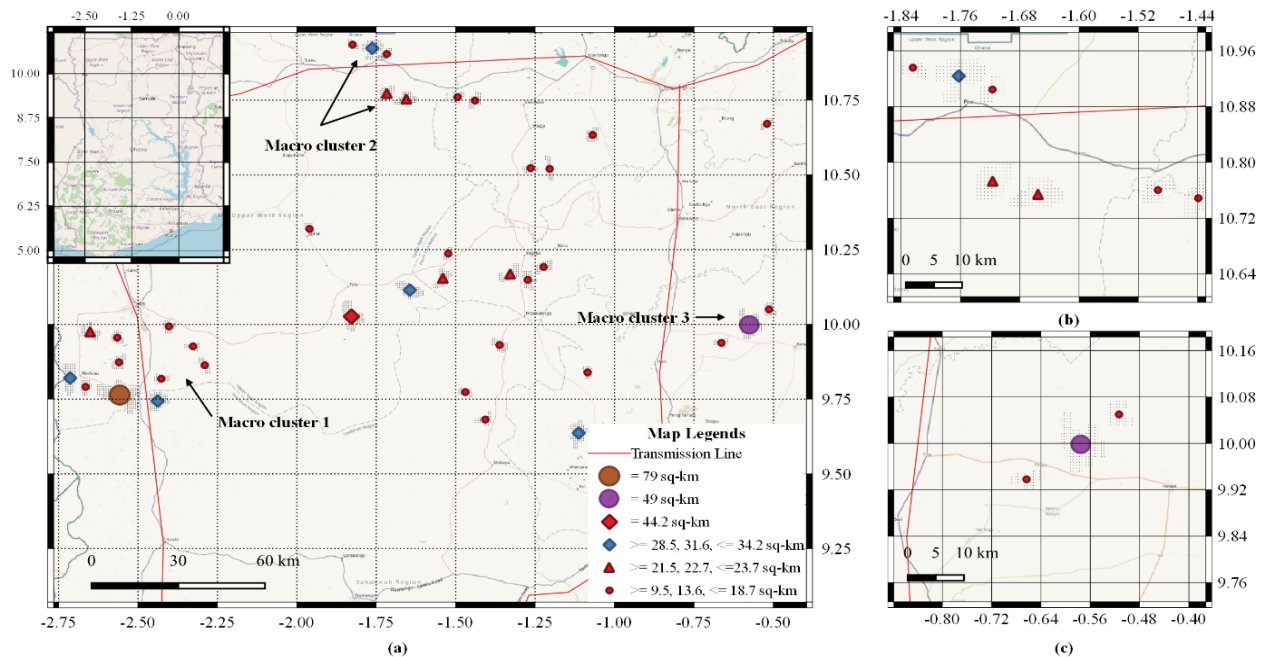 -2.50 -1.25 0.00
10.00
8.75
7.50
6.25
5.00
10.75
10.50
10.25
10.00
9.75
9.50
9.25
Macro cluster 2
Upper West Region
North East Region
Macro cluster 3
Macro cluster 1
Savannah Region
Map Legends
Transmission Line
= 79 sq-km
= 49 sq-km
= 44.2 sq-km
>= 28.5, 31.6, <= 34.2 sq-km
>= 21.5, 22.7, <=23.7 sq-km
>= 9.5, 13.6, <= 18.7 sq-km
0 30 60 km
-2.75 -2.50 -2.25 -2.00 -1.75 -1.50 -1.25 -1.00 -0.75 -0.50
(a)
-1.84 -1.76 -1.68 -1.60 -1.52 -1.44
10.96
10.88
10.80
10.72
10.64
0 5 10 km
(b)
10.16
10.08
10.00
9.92
9.84
9.76
0 5 10 km
-0.80 -0.72 -0.64 -0.56 -0.48 -0.40
(c)